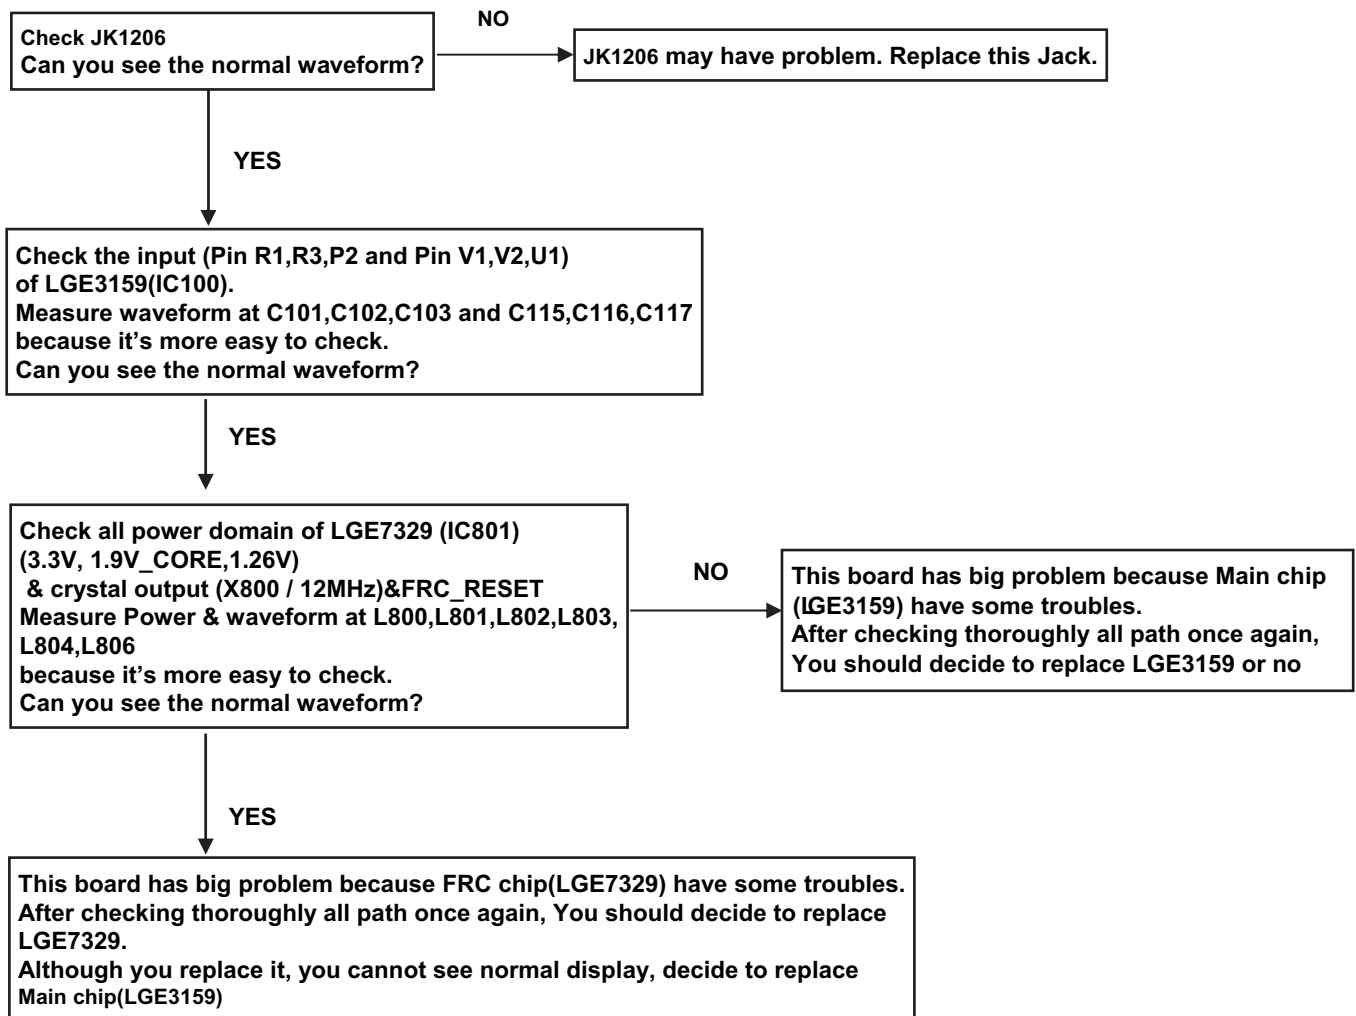 Check JK1206
Can you see the normal waveform?
NO
JK1206 may have problem. Replace this Jack.
YES
Check the input (Pin R1,R3,P2 and Pin V1,V2,U1)
of LGE3159(IC100).
Measure waveform at C101,C102,C103 and C115,C116,C117
because it’s more easy to check.
Can you see the normal waveform?
YES
Check all power domain of LGE7329 (IC801)
(3.3V, 1.9V_CORE,1.26V)
& crystal output (X800 / 12MHz)&FRC_RESET
Measure Power & waveform at L800,L801,L802,L803,
L804,L806
because it’s more easy to check.
Can you see the normal waveform?
NO
This board has big problem because Main chip
(LGE3159) have some troubles.
After checking thoroughly all path once again,
You should decide to replace LGE3159 or no
YES
This board has big problem because FRC chip(LGE7329) have some troubles.
After checking thoroughly all path once again, You should decide to replace
LGE7329.
Although you replace it, you cannot see normal display, decide to replace
Main chip(LGE3159)